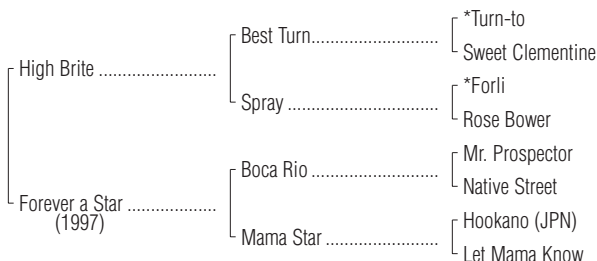 *Turn-to
Best Turn
Sweet Clementine
High Brite
*Forli
Spray
Rose Bower
Mr. Prospector
Boca Rio
Native Street
Forever a Star
(1997)
Hookano (JPN)
Mama Star
Let Mama Know